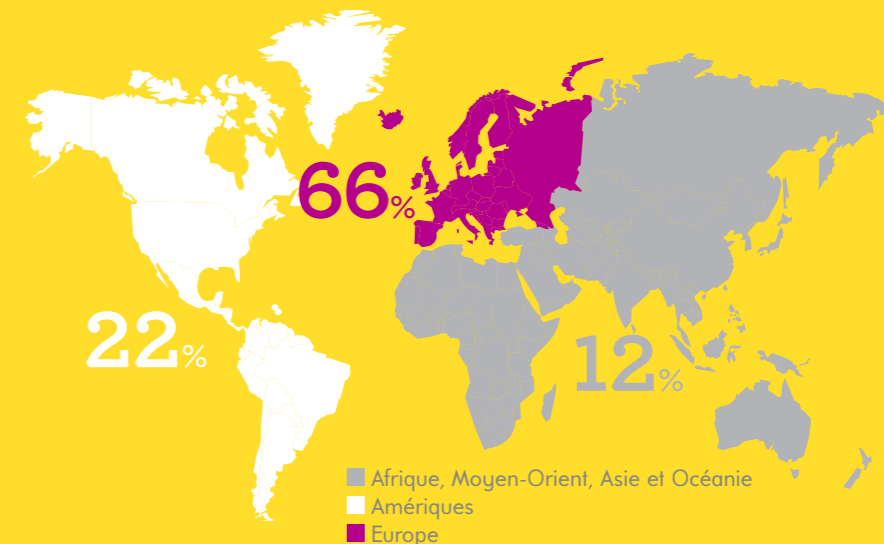 66%
22%
12%
Afrique, Moyen-Orient, Asie et Océanie
Amériques
Europe